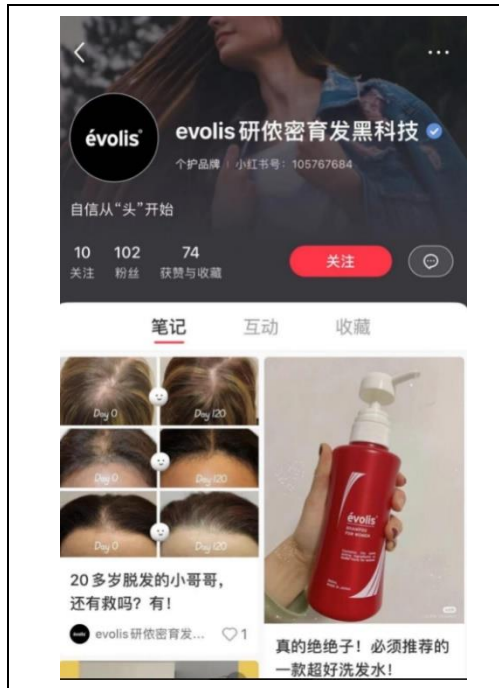 évolis®
evolis研侬密育发黑科技
个护品牌 | 小红书号：105767684
自信从“头”开始
10 102 74
关注 粉丝 获赞与收藏
关注
笔记 互动 收藏
Day 0 Day 120
Day 0 Day 120
Day 0 Day 120
20多岁脱发的小哥哥，
还有救吗？有！
evolis研侬密育发... 1
évolis
SHAMPOO
FOR WOMEN
真的绝绝子！必须推荐的
一款超好洗发水！